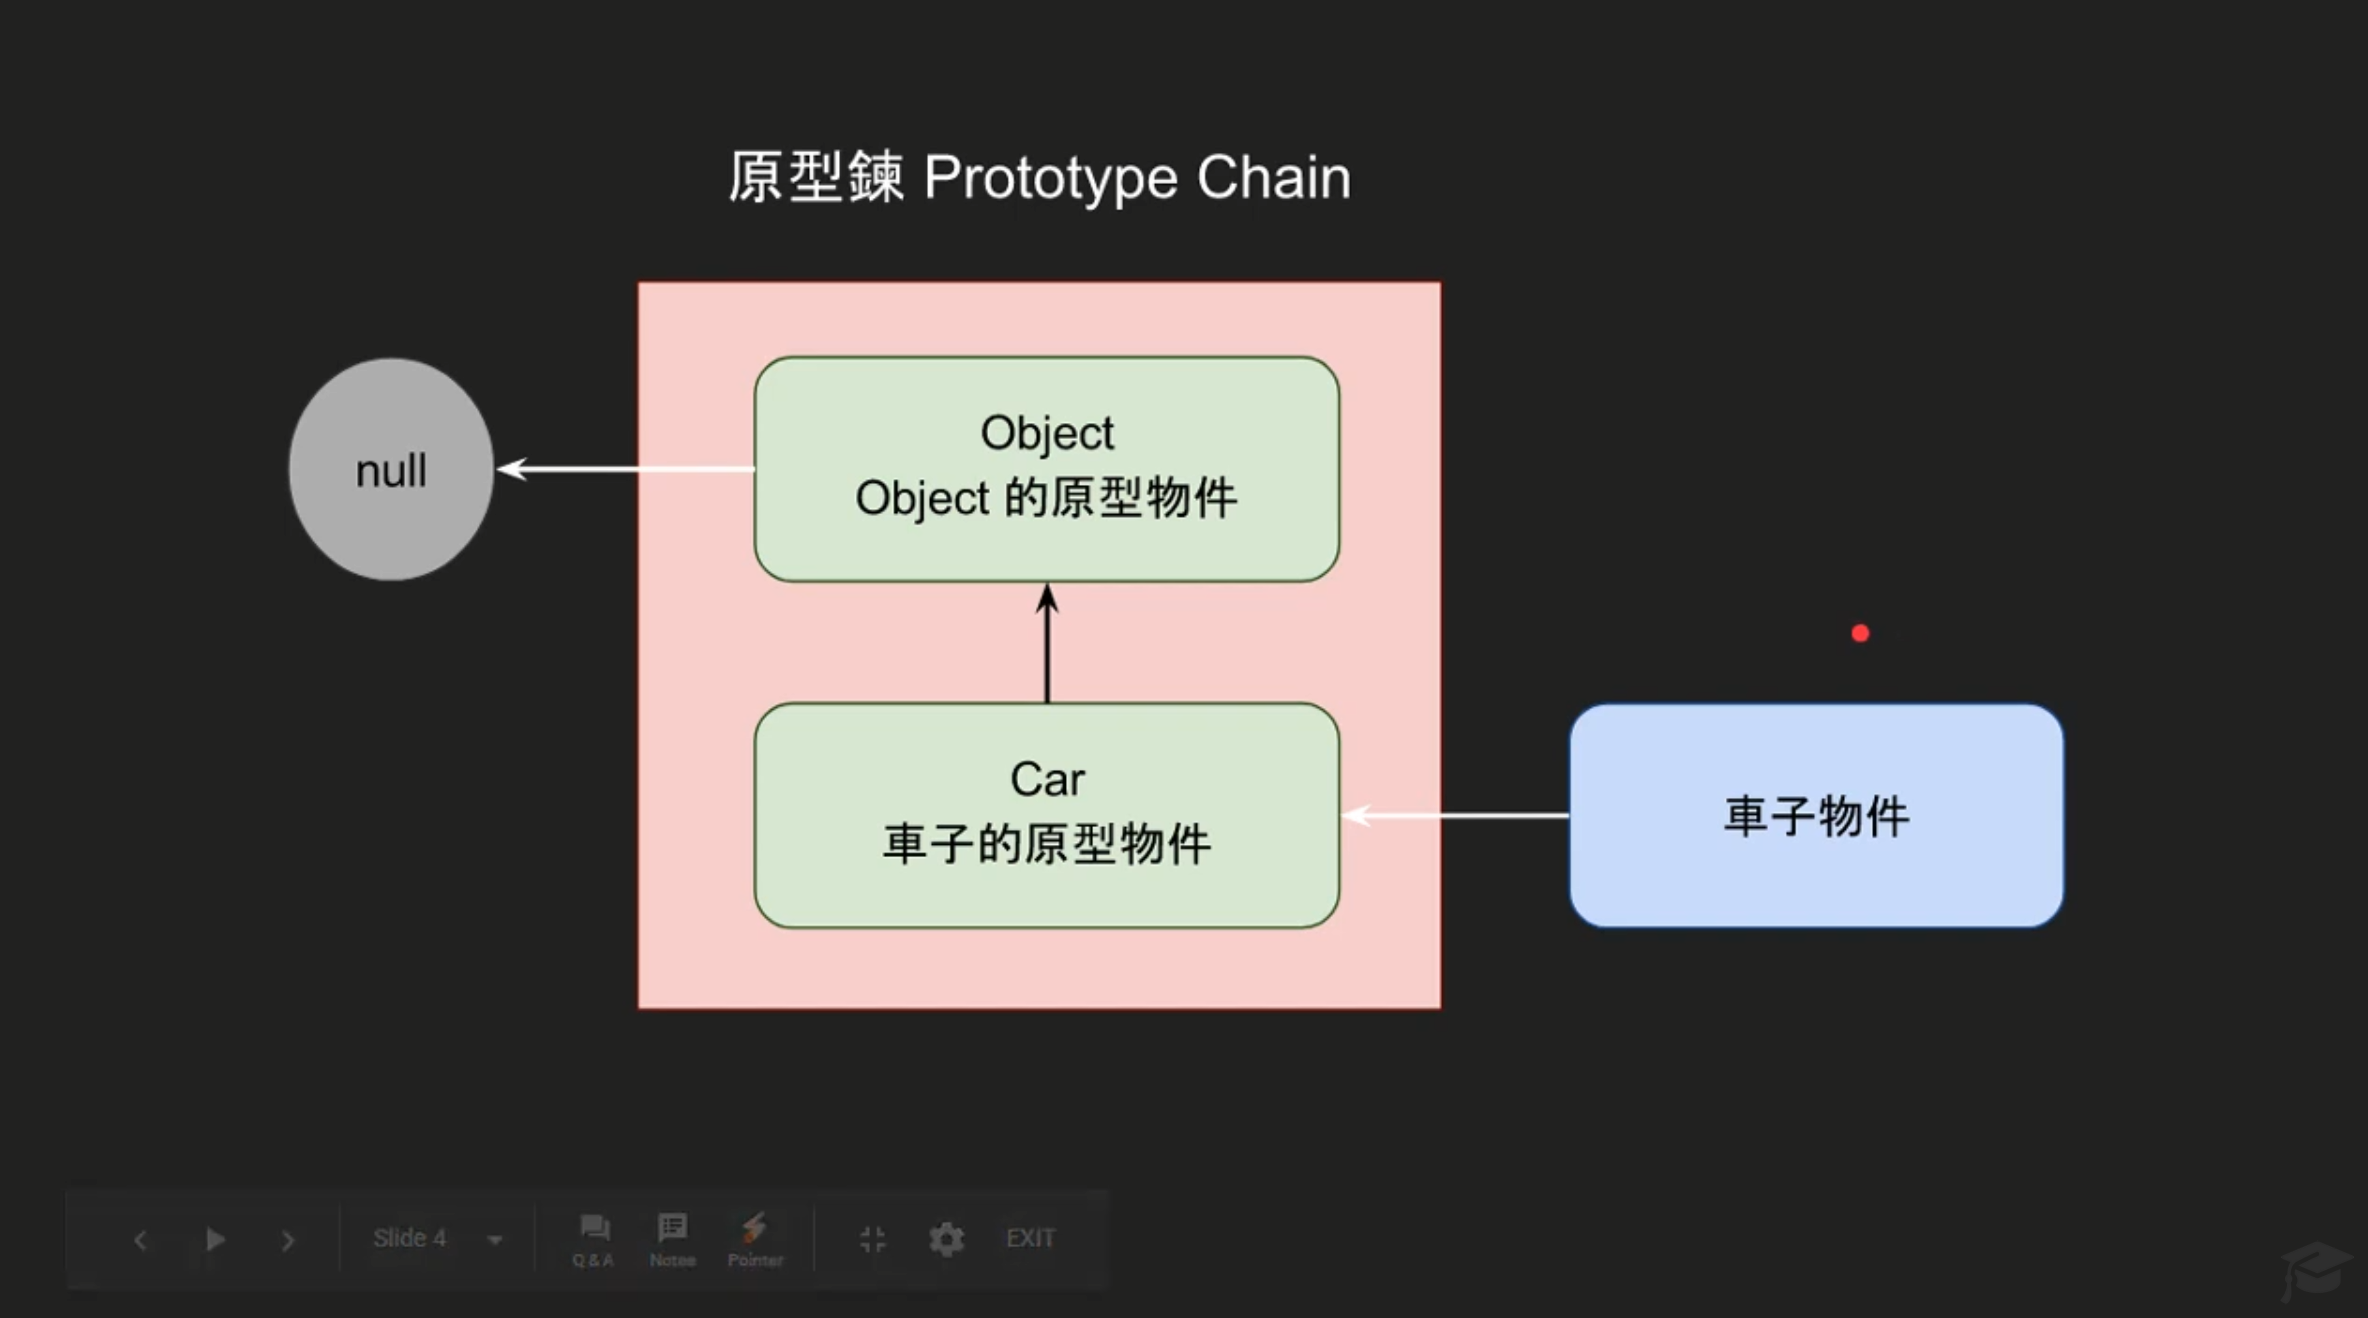 原型鍊 Prototype Chain
null
Object
Object 的原型物件
Car
車子的原型物件
車子物件
Slide 4
Q&A
Notes
Pointer
EXIT